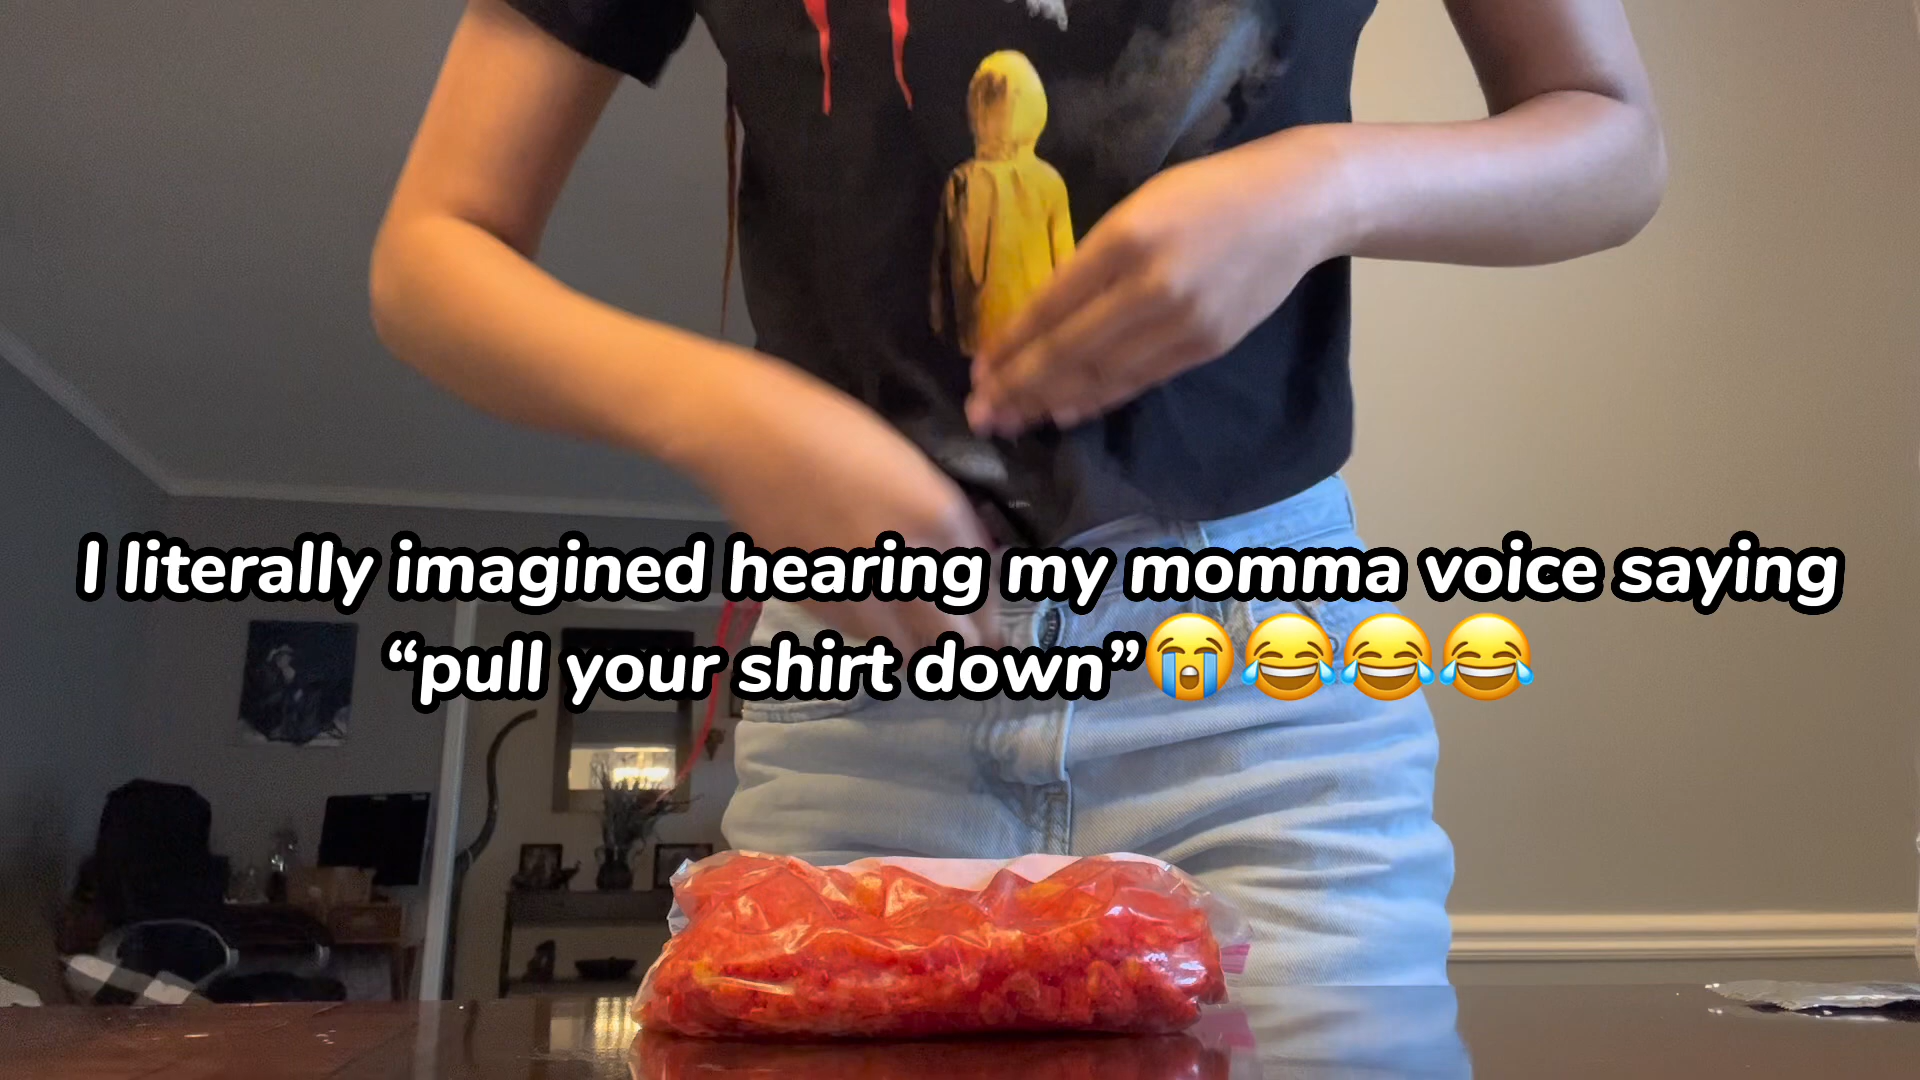 I literally imagined hearing my momma voice saying
“pull your shirt down”😭😂😂😂